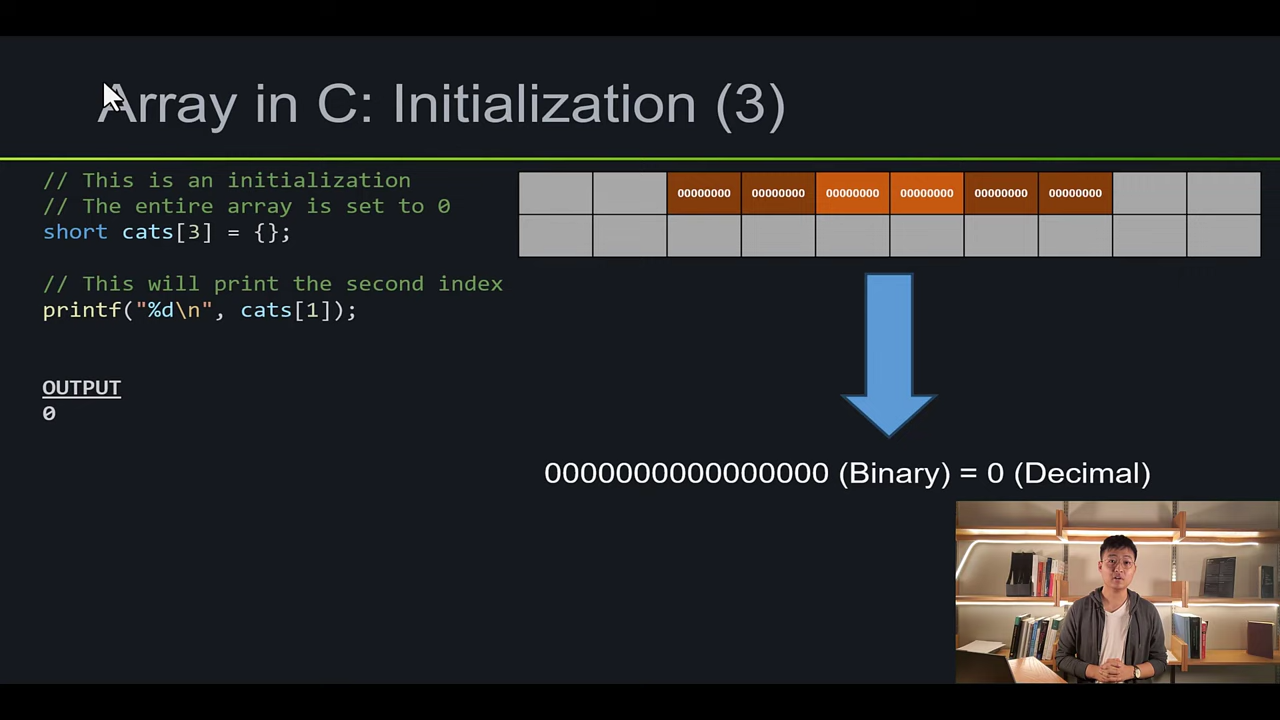 Array in C: Initialization (3)
// This is an initialization
// The entire array is set to 0
short cats[3] = {};
// This will print the second index
printf("%d\n", cats[1]);
OUTPUT
0
00000000 00000000 00000000 00000000 00000000 00000000
0000000000000000 (Binary) = 0 (Decimal)